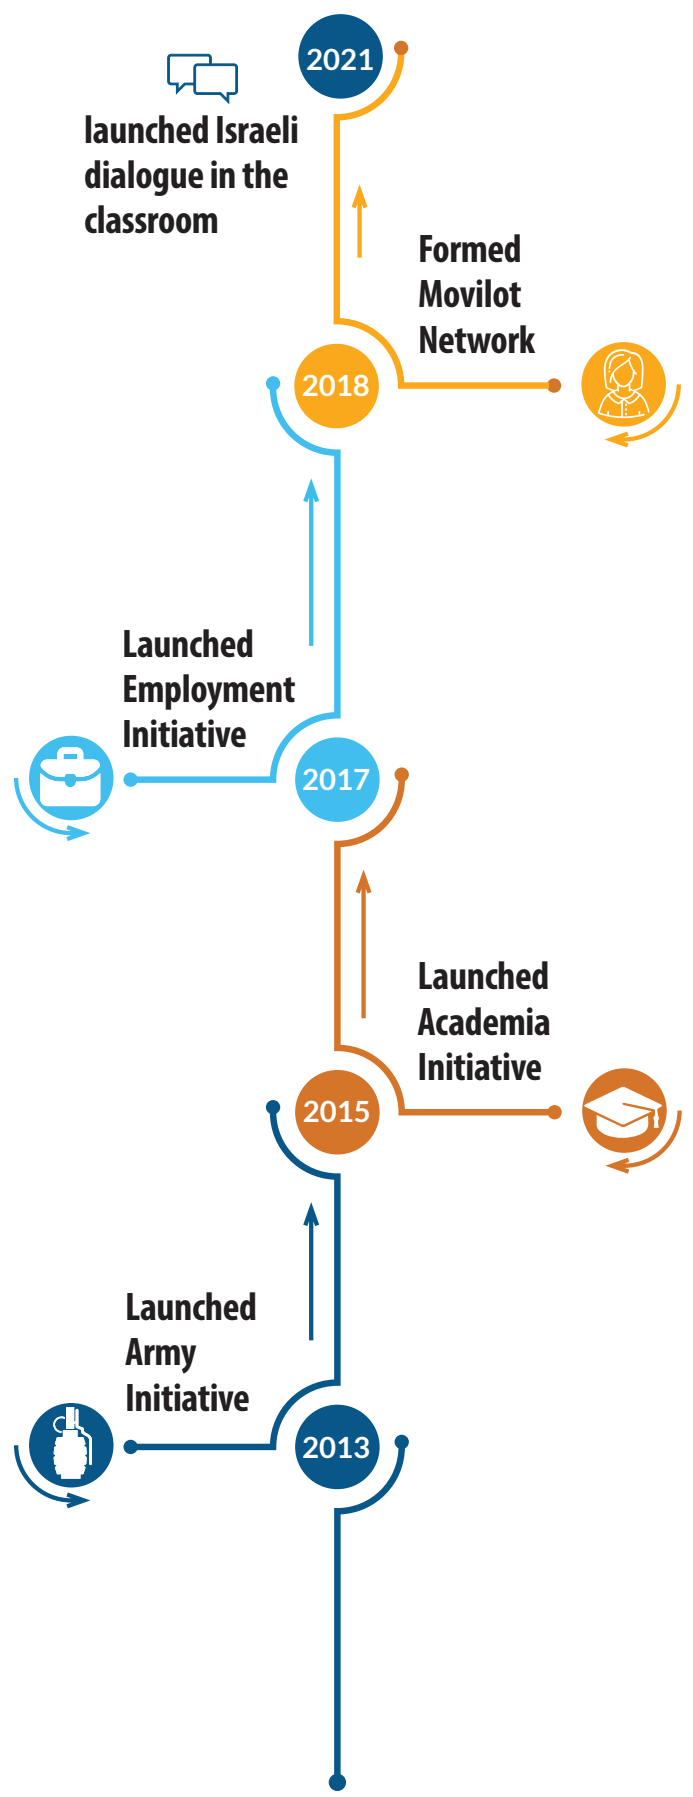 2021
launched Israeli
dialogue in the
classroom
Formed
Movilot
Network
2018
Launched
Employment
Initiative
2017
Launched
Academia
Initiative
2015
Launched
Army
Initiative
2013